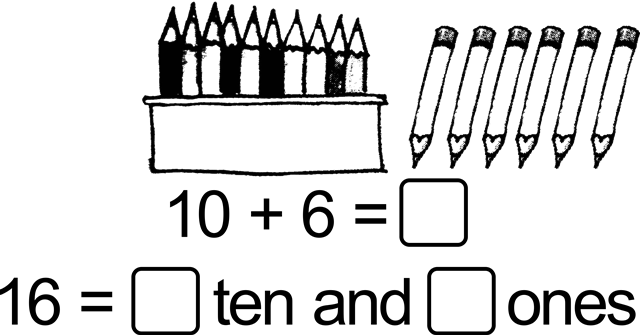 10 + 6 = □
16 = □ ten and □ ones